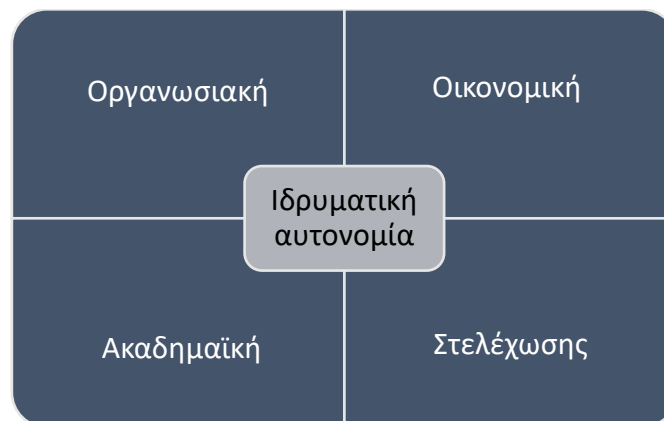 Οργανωσιακή
Οικονομική
Ιδρυματική
αυτονομία
Ακαδημαϊκή
Στελέχωσης